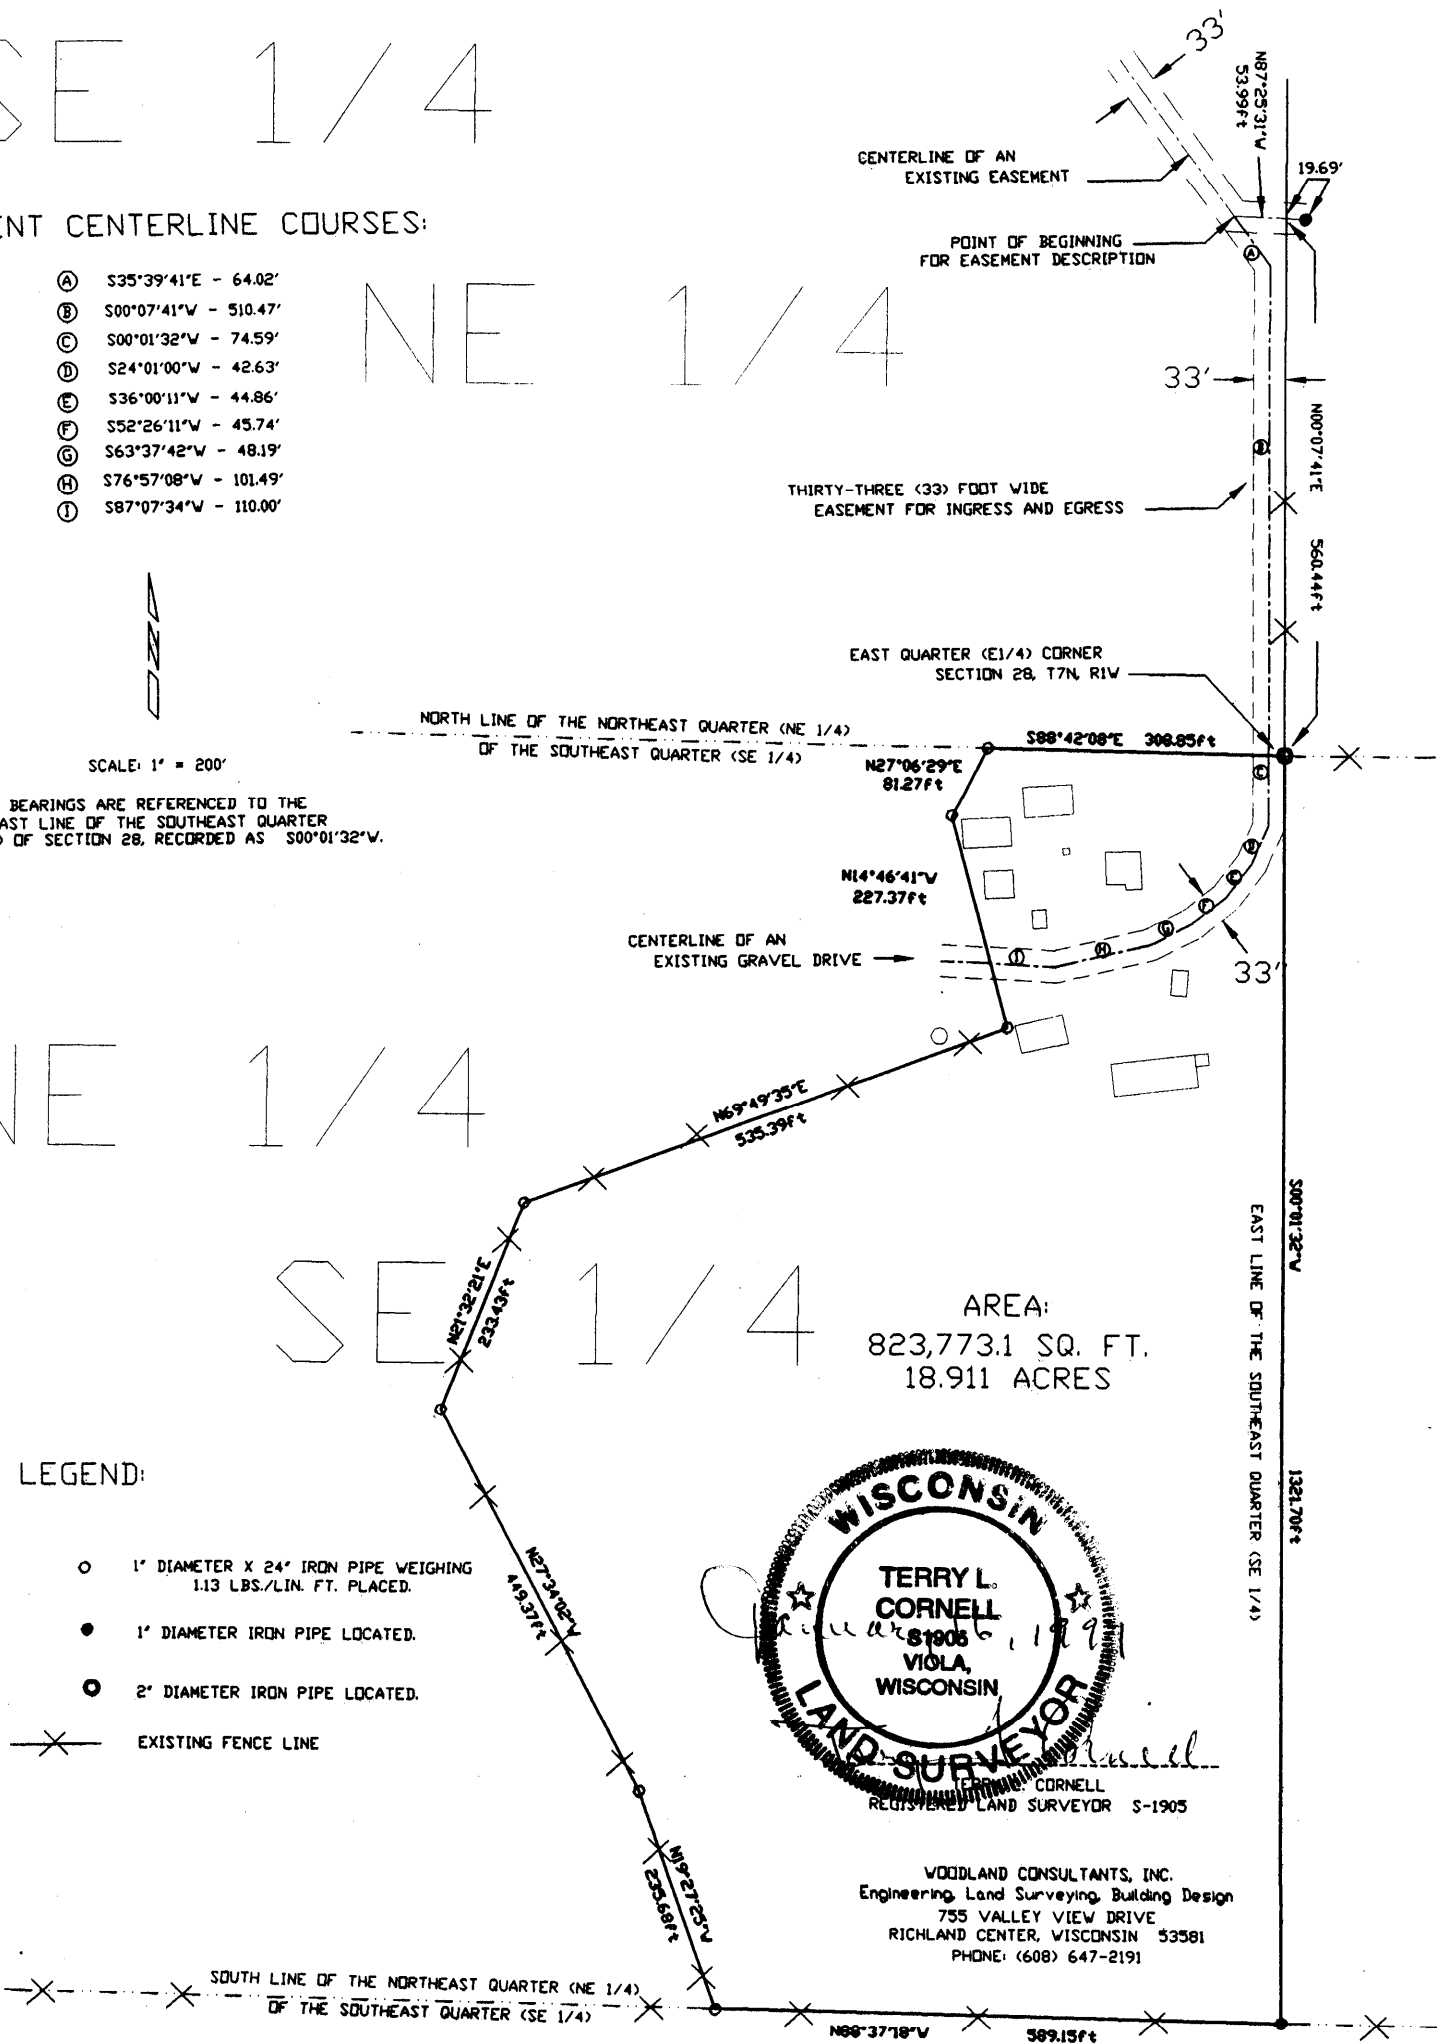 SE 1/4
33'
N87°25'31"W
53.99ft
19.69'
CENTERLINE OF AN
EXISTING EASEMENT
POINT OF BEGINNING
FOR EASEMENT DESCRIPTION
ENT CENTERLINE COURSES:
A S35°39'41"E - 64.02'
B S00°07'41"W - 510.47'
C S00°01'32"W - 74.59'
D S24°01'00"W - 42.63'
E S36°00'11"W - 44.86'
F S52°26'11"W - 45.74'
G S63°37'42"W - 48.19'
H S76°57'08"W - 101.49'
I S87°07'34"W - 110.00'
NE 1/4
A
33'
N00°07'41"E
560.44ft
B
THIRTY-THREE (33) FOOT WIDE
EASEMENT FOR INGRESS AND EGRESS
N
SCALE: 1" = 200'
BEARINGS ARE REFERENCED TO THE
AST LINE OF THE SOUTHEAST QUARTER
) OF SECTION 28, RECORDED AS S00°01'32"W.
EAST QUARTER (E1/4) CORNER
SECTION 28, T7N, R1W
NORTH LINE OF THE NORTHEAST QUARTER (NE 1/4)
OF THE SOUTHEAST QUARTER (SE 1/4)
S88°42'08"E 308.85ft
N27°06'29"E
81.27ft
N14°46'41"W
227.37ft
C
D
E
F
G
H
I
33'
CENTERLINE OF AN
EXISTING GRAVEL DRIVE
NE 1/4
N69°49'35"E
535.39ft
N21°32'21"E
233.43ft
SE 1/4
AREA:
823,773.1 SQ. FT.
18.911 ACRES
S00°01'32"W
1321.70ft
EAST LINE OF THE SOUTHEAST QUARTER (SE 1/4)
LEGEND:
1" DIAMETER X 24" IRON PIPE WEIGHING
1.13 LBS./LIN. FT. PLACED.
1" DIAMETER IRON PIPE LOCATED.
2" DIAMETER IRON PIPE LOCATED.
EXISTING FENCE LINE
N27°34'02"W
449.37ft
N19°27'25"W
235.68ft
WISCONSIN
TERRY L.
CORNELL
S1905
VIOLA,
WISCONSIN
LAND SURVEYOR
January 6, 199
Cornell
TERRY L. CORNELL
REGISTERED LAND SURVEYOR S-1905
WOODLAND CONSULTANTS, INC.
Engineering, Land Surveying, Building Design
755 VALLEY VIEW DRIVE
RICHLAND CENTER, WISCONSIN 53581
PHONE: (608) 647-2191
SOUTH LINE OF THE NORTHEAST QUARTER (NE 1/4)
OF THE SOUTHEAST QUARTER (SE 1/4)
N88°37'18"W 589.15ft